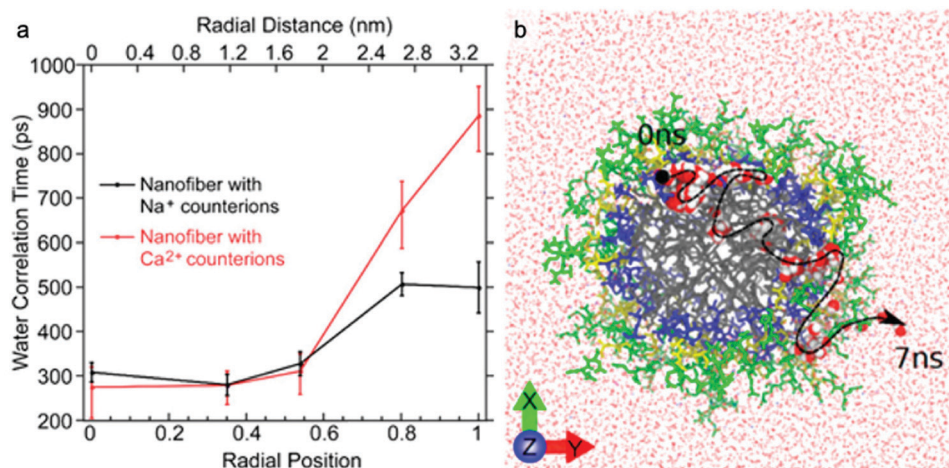 a
Radial Distance (nm)
0 0.4 0.8 1.2 1.6 2 2.4 2.8 3.2
1000
900
800
700
600
500
400
300
200
Water Correlation Time (ps)
Nanofiber with
Na⁺ counterions
Nanofiber with
Ca²⁺ counterions
0 0.2 0.4 0.6 0.8 1
Radial Position
b
0ns
7ns
X
Z
Y